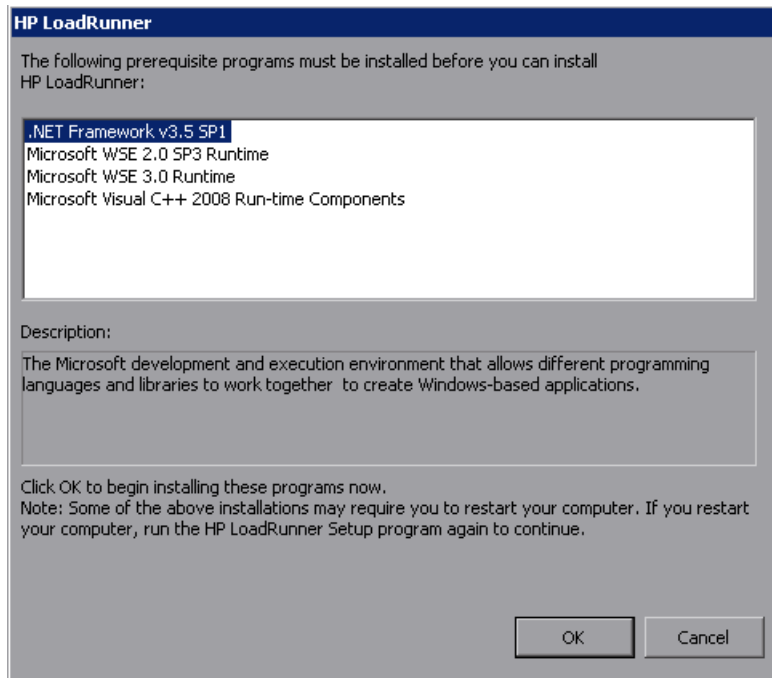 HP LoadRunner
The following prerequisite programs must be installed before you can install
HP LoadRunner:
.NET Framework v3.5 SP1
Microsoft WSE 2.0 SP3 Runtime
Microsoft WSE 3.0 Runtime
Microsoft Visual C++ 2008 Run-time Components
Description:
The Microsoft development and execution environment that allows different programming
languages and libraries to work together to create Windows-based applications.
Click OK to begin installing these programs now.
Note: Some of the above installations may require you to restart your computer. If you restart
your computer, run the HP LoadRunner Setup program again to continue.
OK
Cancel